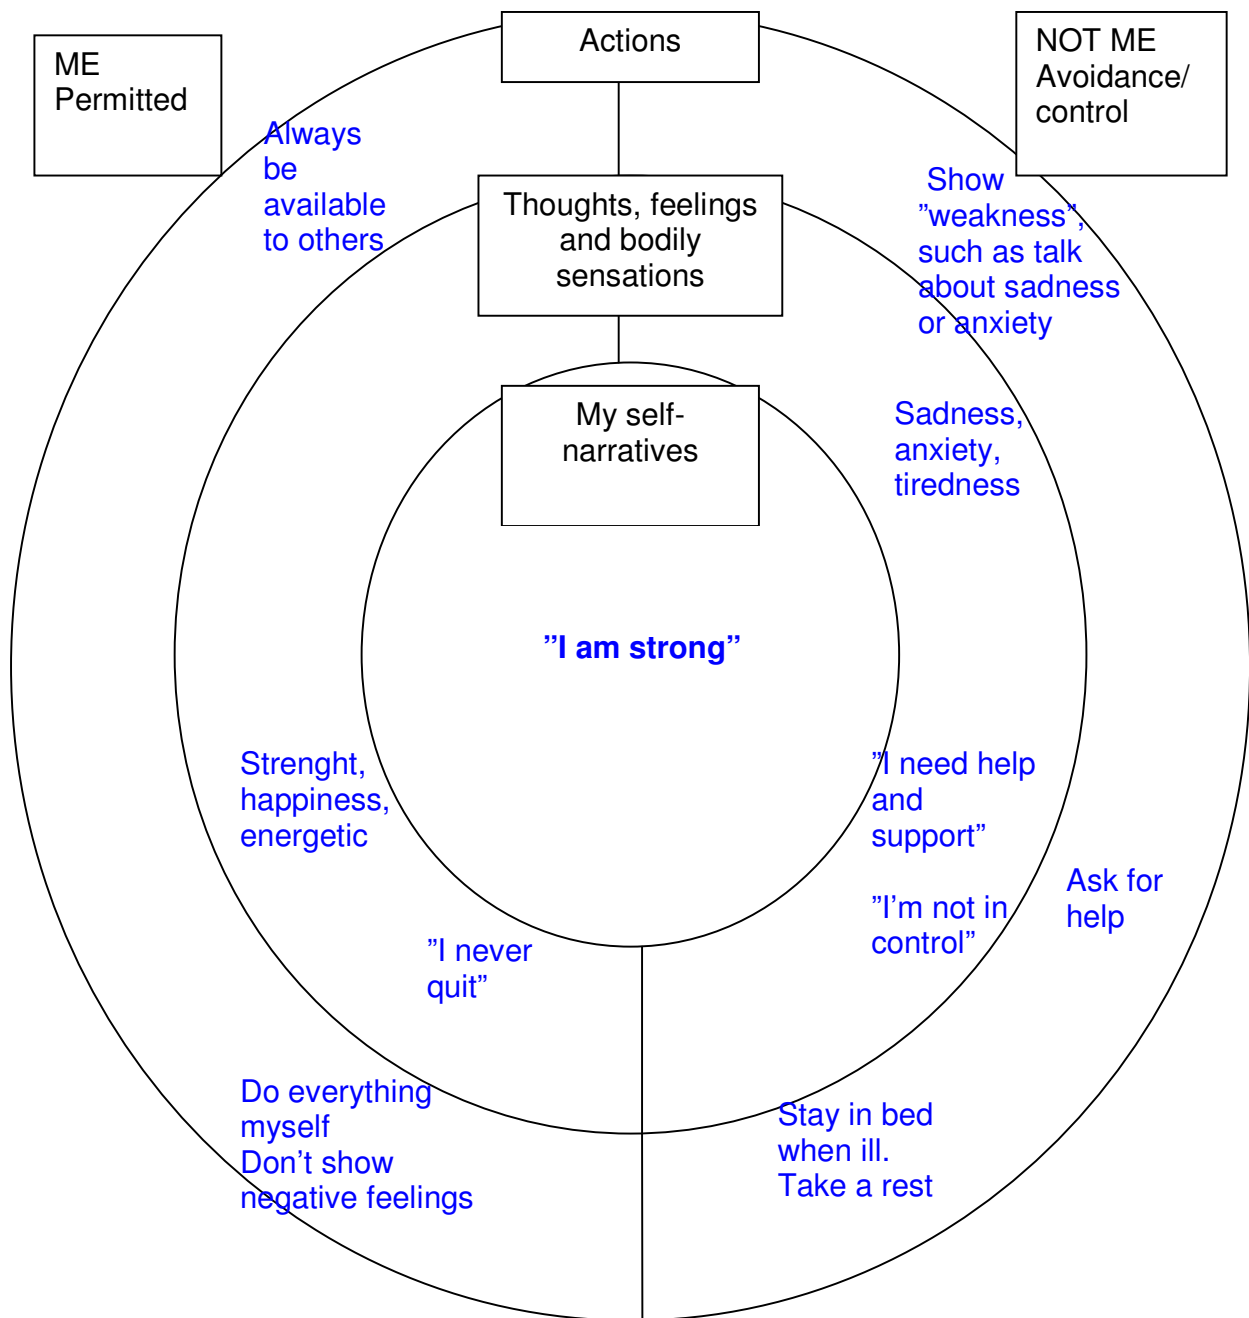 Actions
ME
Permitted
NOT ME
Avoidance/
control
Always
be
available
to others
Thoughts, feelings
and bodily
sensations
Show
”weakness”,
such as talk
about sadness
or anxiety
My self-
narratives
Sadness,
anxiety,
tiredness
”I am strong”
Strenght,
happiness,
energetic
”I need help
and
support”
”I'm not in
control”
Ask for
help
”I never
quit”
Do everything
myself
Don't show
negative feelings
Stay in bed
when ill.
Take a rest